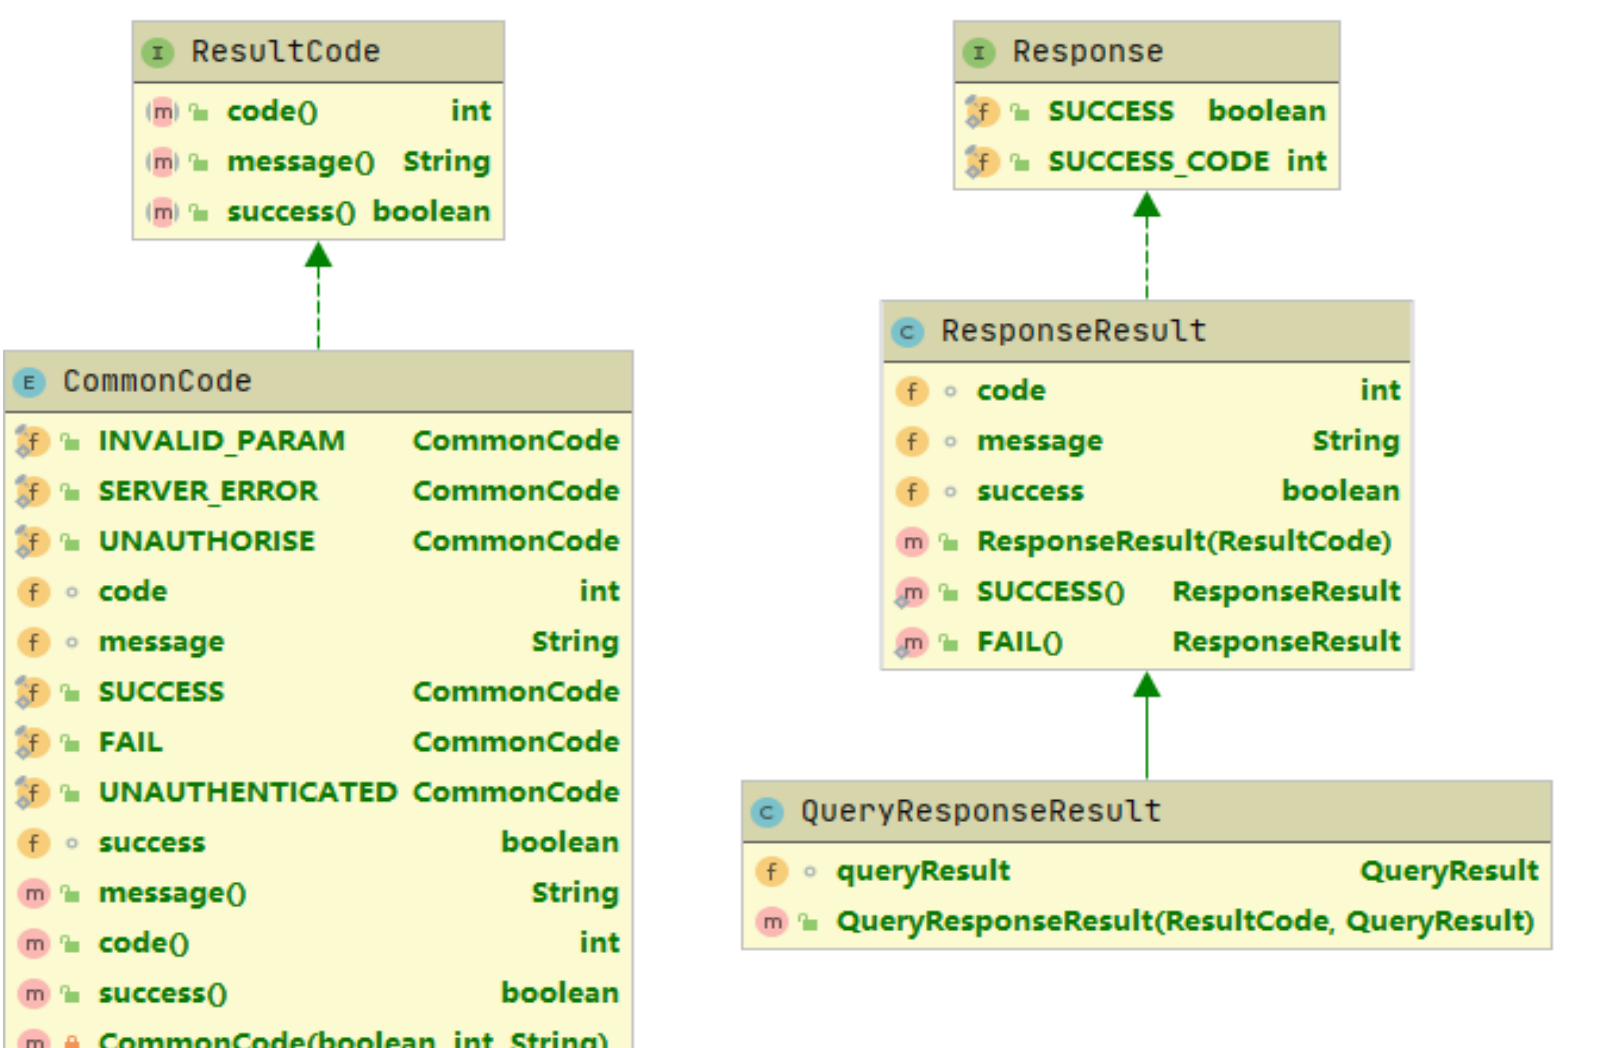 I ResultCode
m code() int
m message() String
m success() boolean
E CommonCode
f INVALID_PARAM CommonCode
f SERVER_ERROR CommonCode
f UNAUTHORISE CommonCode
f code int
f message String
f SUCCESS CommonCode
f FAIL CommonCode
f UNAUTHENTICATED CommonCode
f success boolean
m message() String
m code() int
m success() boolean
m CommonCode(boolean, int, String)
I Response
f SUCCESS boolean
f SUCCESS_CODE int
C ResponseResult
f code int
f message String
f success boolean
m ResponseResult(ResultCode)
m SUCCESS() ResponseResult
m FAIL() ResponseResult
C QueryResponseResult
f queryResult QueryResult
m QueryResponseResult(ResultCode, QueryResult)